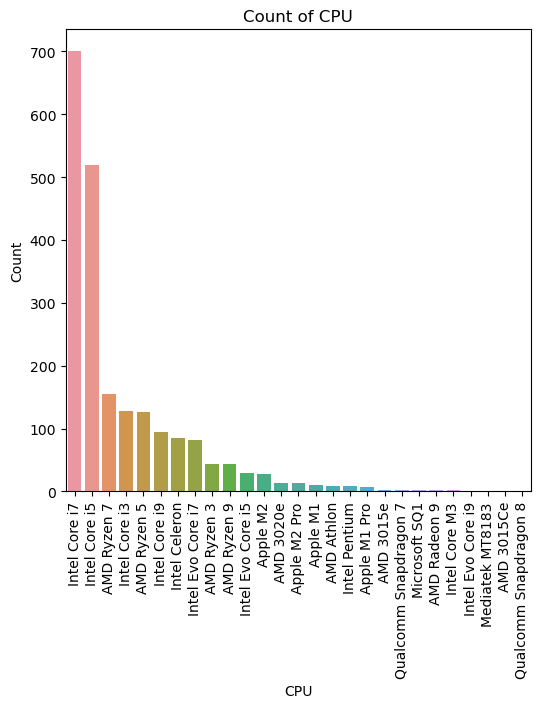 Count of CPU
Count
700
600
500
400
300
200
100
0
Intel Core i7
Intel Core i5
AMD Ryzen 7
Intel Core i3
AMD Ryzen 5
Intel Core i9
Intel Celeron
Intel Evo Core i7
AMD Ryzen 3
AMD Ryzen 9
Intel Evo Core i5
Apple M2
AMD 3020e
Apple M2 Pro
Apple M1
AMD Athlon
Intel Pentium
Apple M1 Pro
AMD 3015e
Qualcomm Snapdragon 7
Microsoft SQ1
AMD Radeon 9
Intel Core M3
Intel Evo Core i9
Mediatek MT8183
AMD 3015Ce
Qualcomm Snapdragon 8
CPU